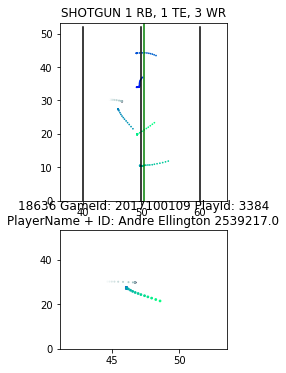 SHOTGUN 1 RB, 1 TE, 3 WR
50
40
30
20
10
0
40 50 60
18636 GameId: 2017100109 PlayId: 3384
PlayerName + ID: Andre Ellington 2539217.0
40
20
0
45 50